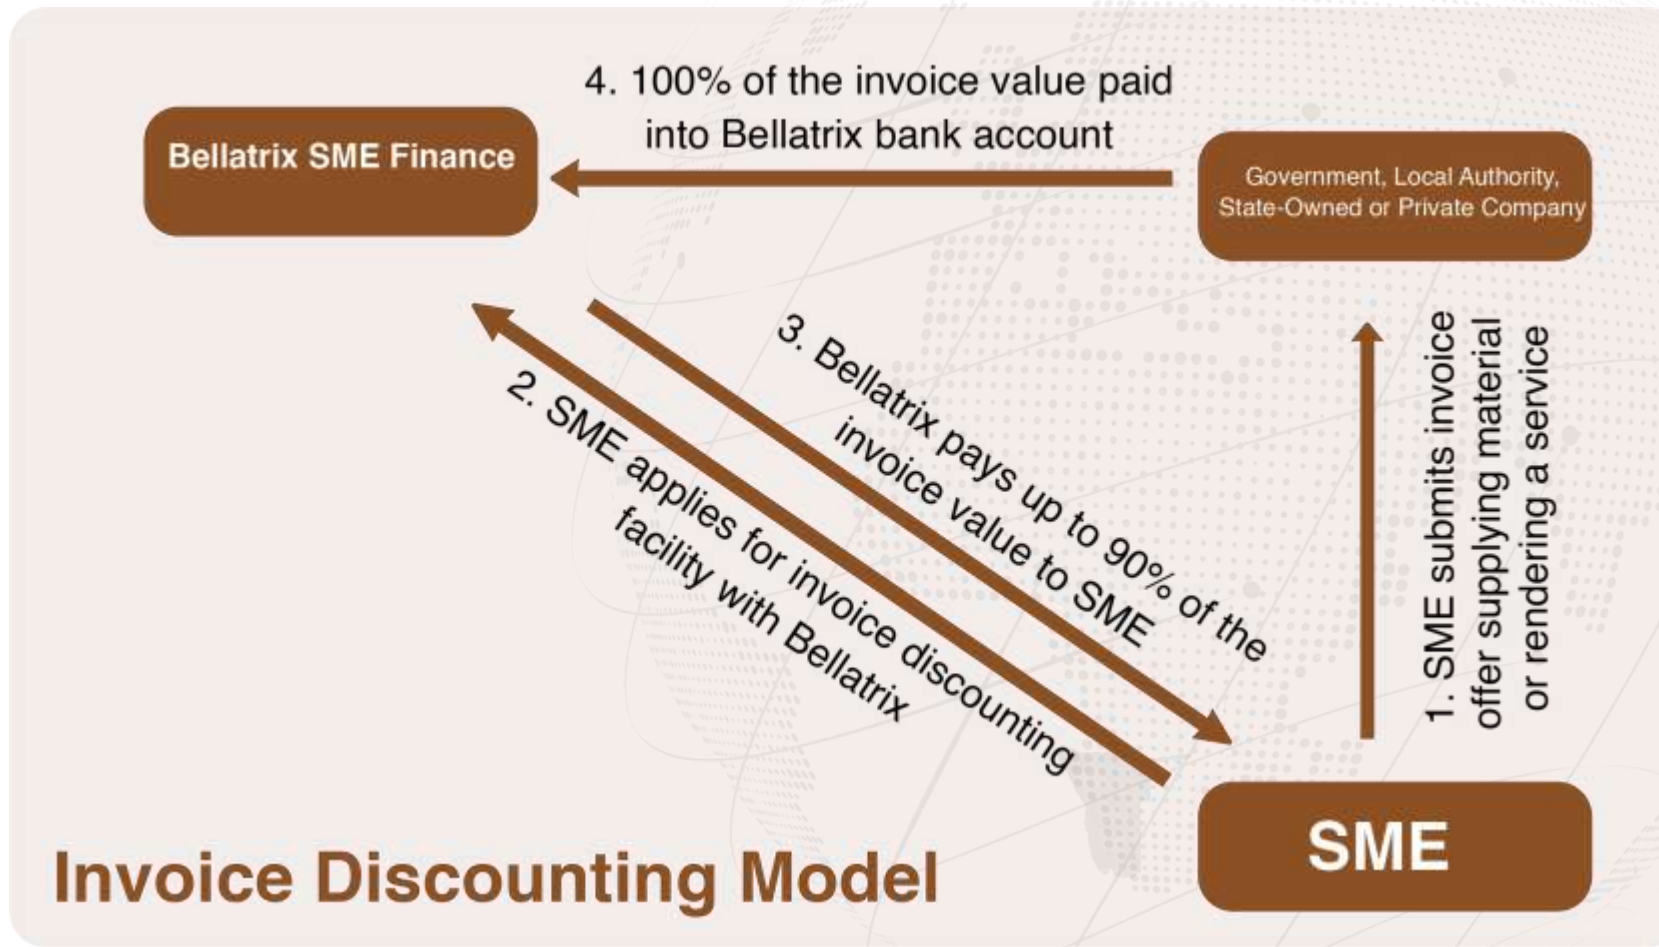 4. 100% of the invoice value paid
into Bellatrix bank account
Bellatrix SME Finance
Government, Local Authority,
State-Owned or Private Company
3. Bellatrix pays up to 90% of the
invoice value to SME
2. SME applies for invoice discounting
facility with Bellatrix
1. SME submits invoice
offer supplying material
or rendering a service
SME
Invoice Discounting Model